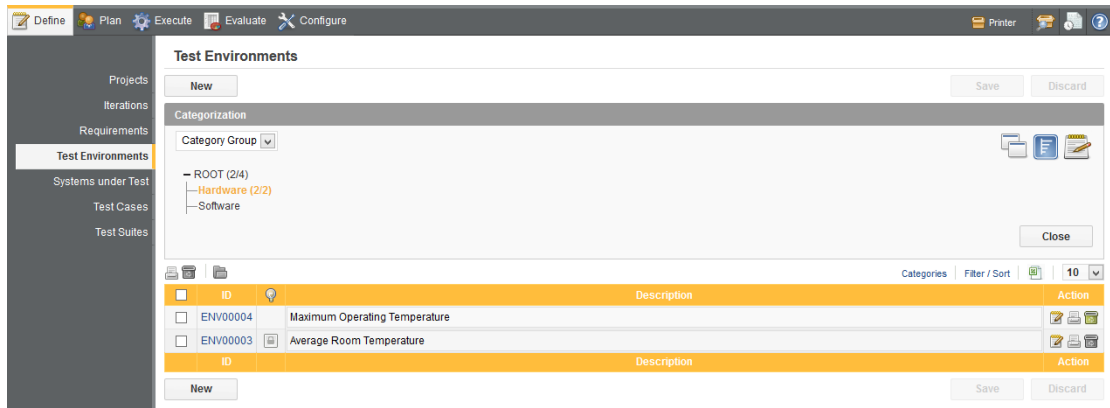 Define Plan Execute Evaluate Configure Printer
Test Environments
Projects
New Save Discard
Iterations
Categorization
Requirements
Category Group
Test Environments
ROOT (2/4)
Systems under Test
Hardware (2/2)
Software
Test Cases
Test Suites
Close
Categories Filter / Sort 10
ID Description Action
ENV00004 Maximum Operating Temperature
ENV00003 Average Room Temperature
ID Description Action
New Save Discard